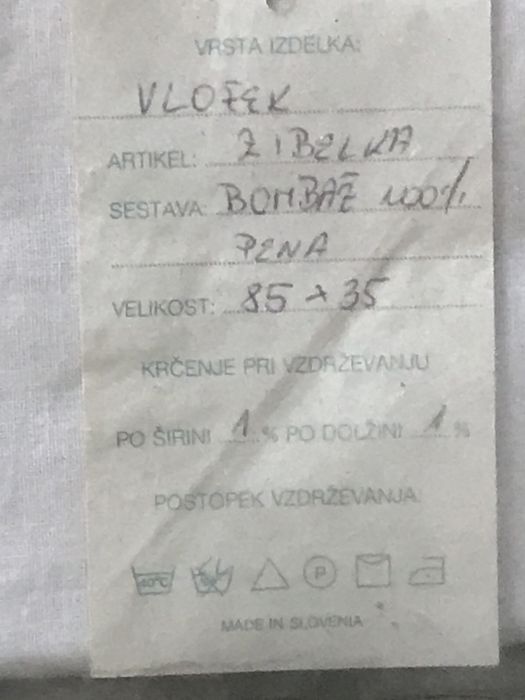 VRSTA IZDELKA:
VLOŽEK
ARTIKEL: ZIBELKA
SESTAVA: BOMBAŽ 100%
PENA
VELIKOST: 85 x 35
KRČENJE PRI VZDRŽEVANJU
PO ŠIRINI 1 % PO DOLŽINI 1 %
POSTOPEK VZDRŽEVANJA:
40°C P
MADE IN SLOVENIA